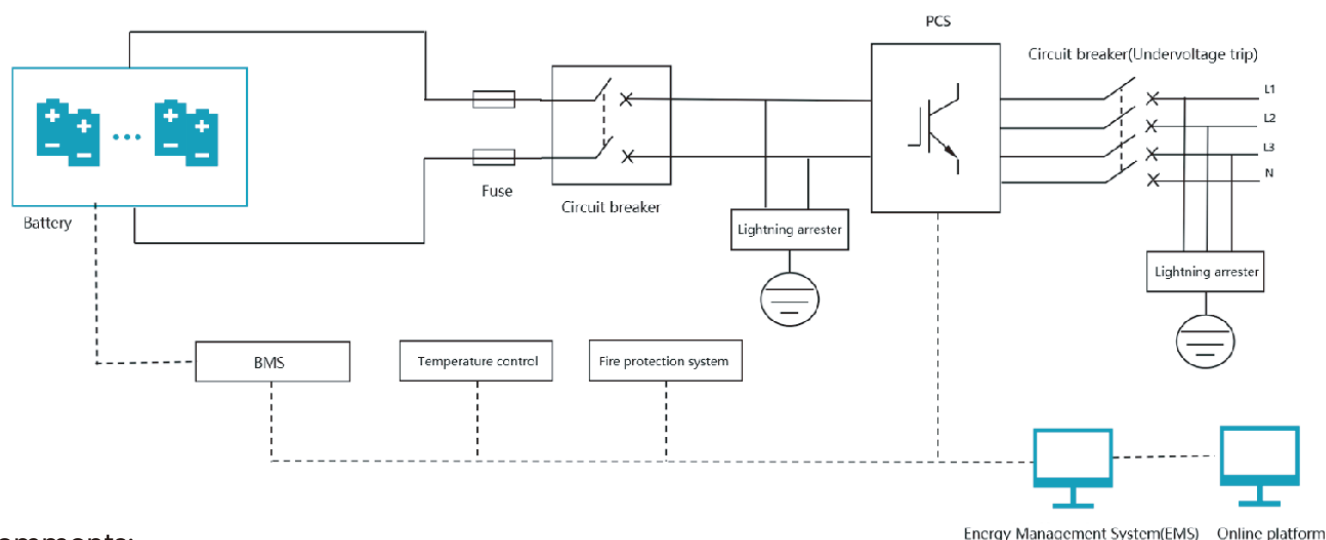 PCS
Circuit breaker(Undervoltage trip)
L1
L2
L3
N
Fuse
Circuit breaker
Battery
Lightning arrester
Lightning arrester
BMS
Temperature control
Fire protection system
Energy Management System(EMS)
Online platform